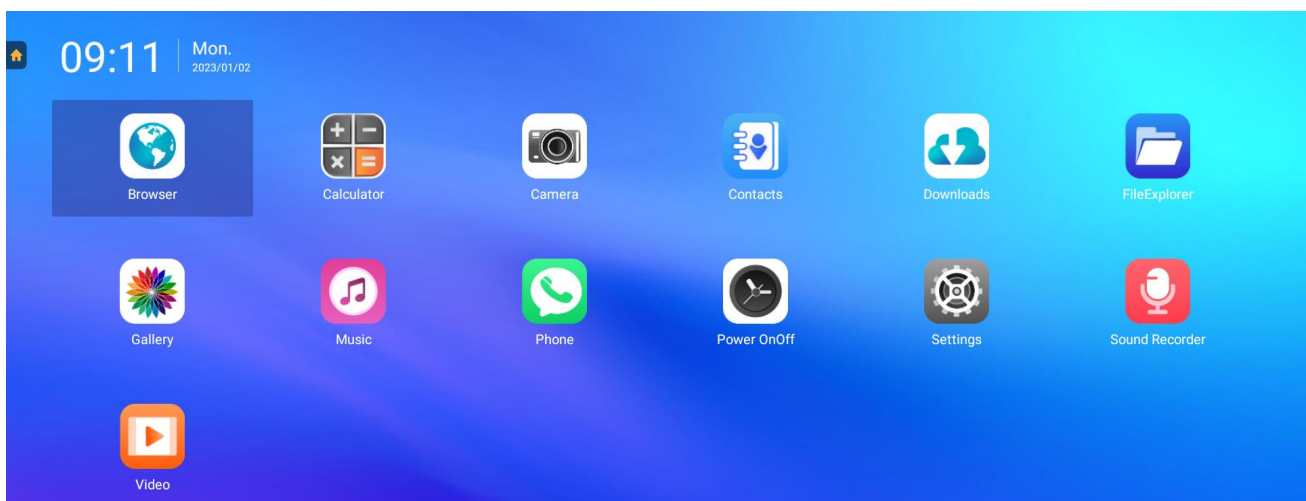 09:11
Mon.
2023/01/02
Browser
Calculator
Camera
Contacts
Downloads
FileExplorer
Gallery
Music
Phone
Power OnOff
Settings
Sound Recorder
Video